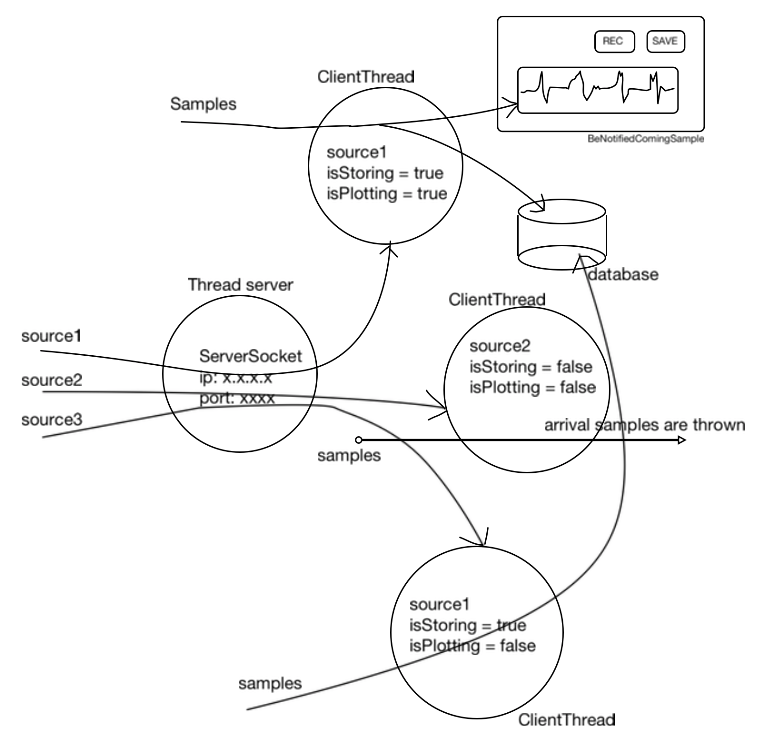 REC
SAVE
BeNotifiedComingSample
ClientThread
Samples
source1
isStoring = true
isPlotting = true
database
Thread server
ClientThread
source1
source2
source3
ServerSocket
ip: x.x.x.x
port: xxxx
source2
isStoring = false
isPlotting = false
arrival samples are thrown
samples
source1
isStoring = true
isPlotting = false
samples
ClientThread